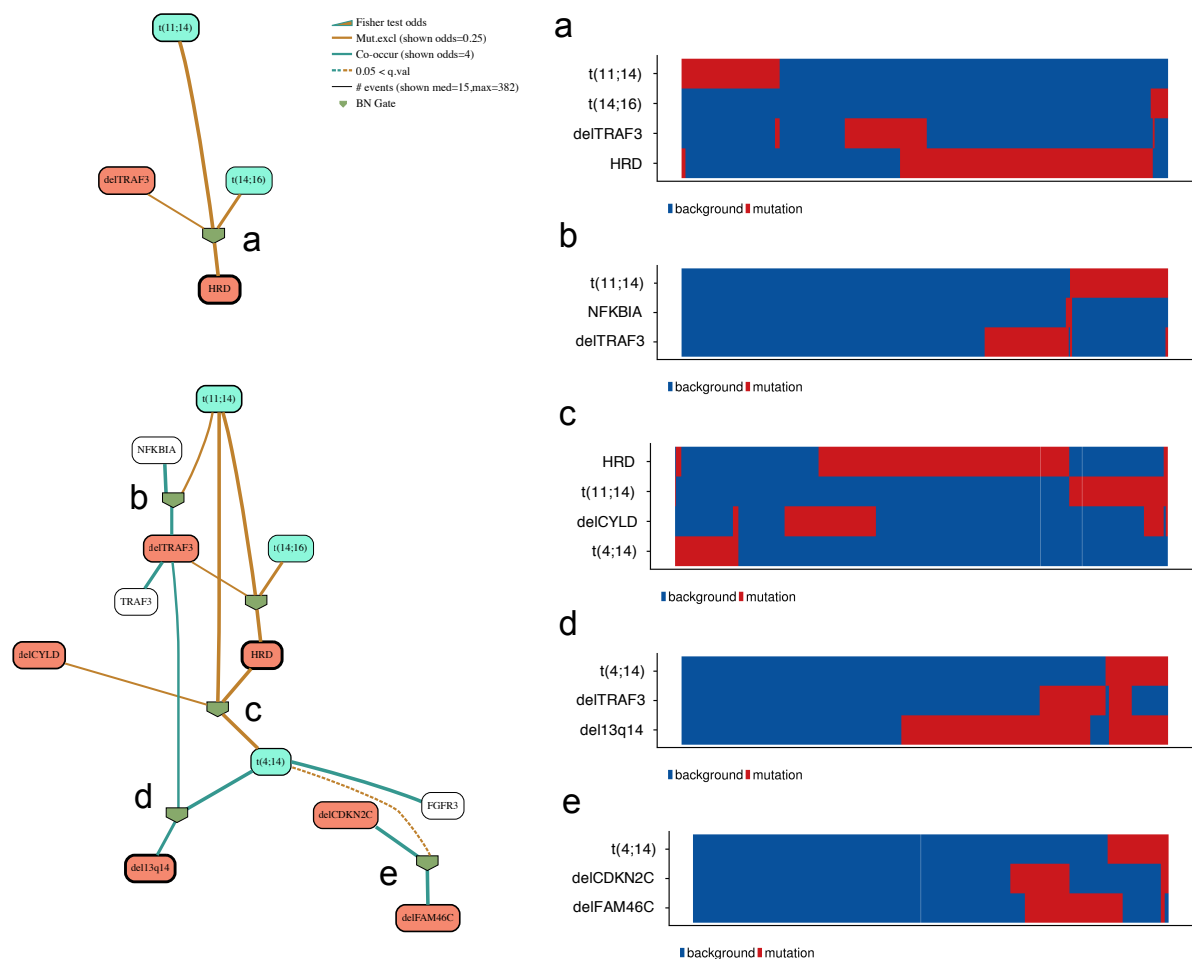 t(11;14)
Fisher test odds
Mut.excl (shown odds=0.25)
Co-occur (shown odds=4)
0.05 < q.val
# events (shown med=15,max=382)
BN Gate
delTRAF3
t(14;16)
a
HRD
t(11;14)
NFKBIA
b
delTRAF3
t(14;16)
TRAF3
delCYLD
HRD
c
t(4;14)
d
delCDKN2C
FGFR3
del13q14
e
delFAM46C
a
t(11;14)
t(14;16)
delTRAF3
HRD
background mutation
b
t(11;14)
NFKBIA
delTRAF3
background mutation
c
HRD
t(11;14)
delCYLD
t(4;14)
background mutation
d
t(4;14)
delTRAF3
del13q14
background mutation
e
t(4;14)
delCDKN2C
delFAM46C
background mutation